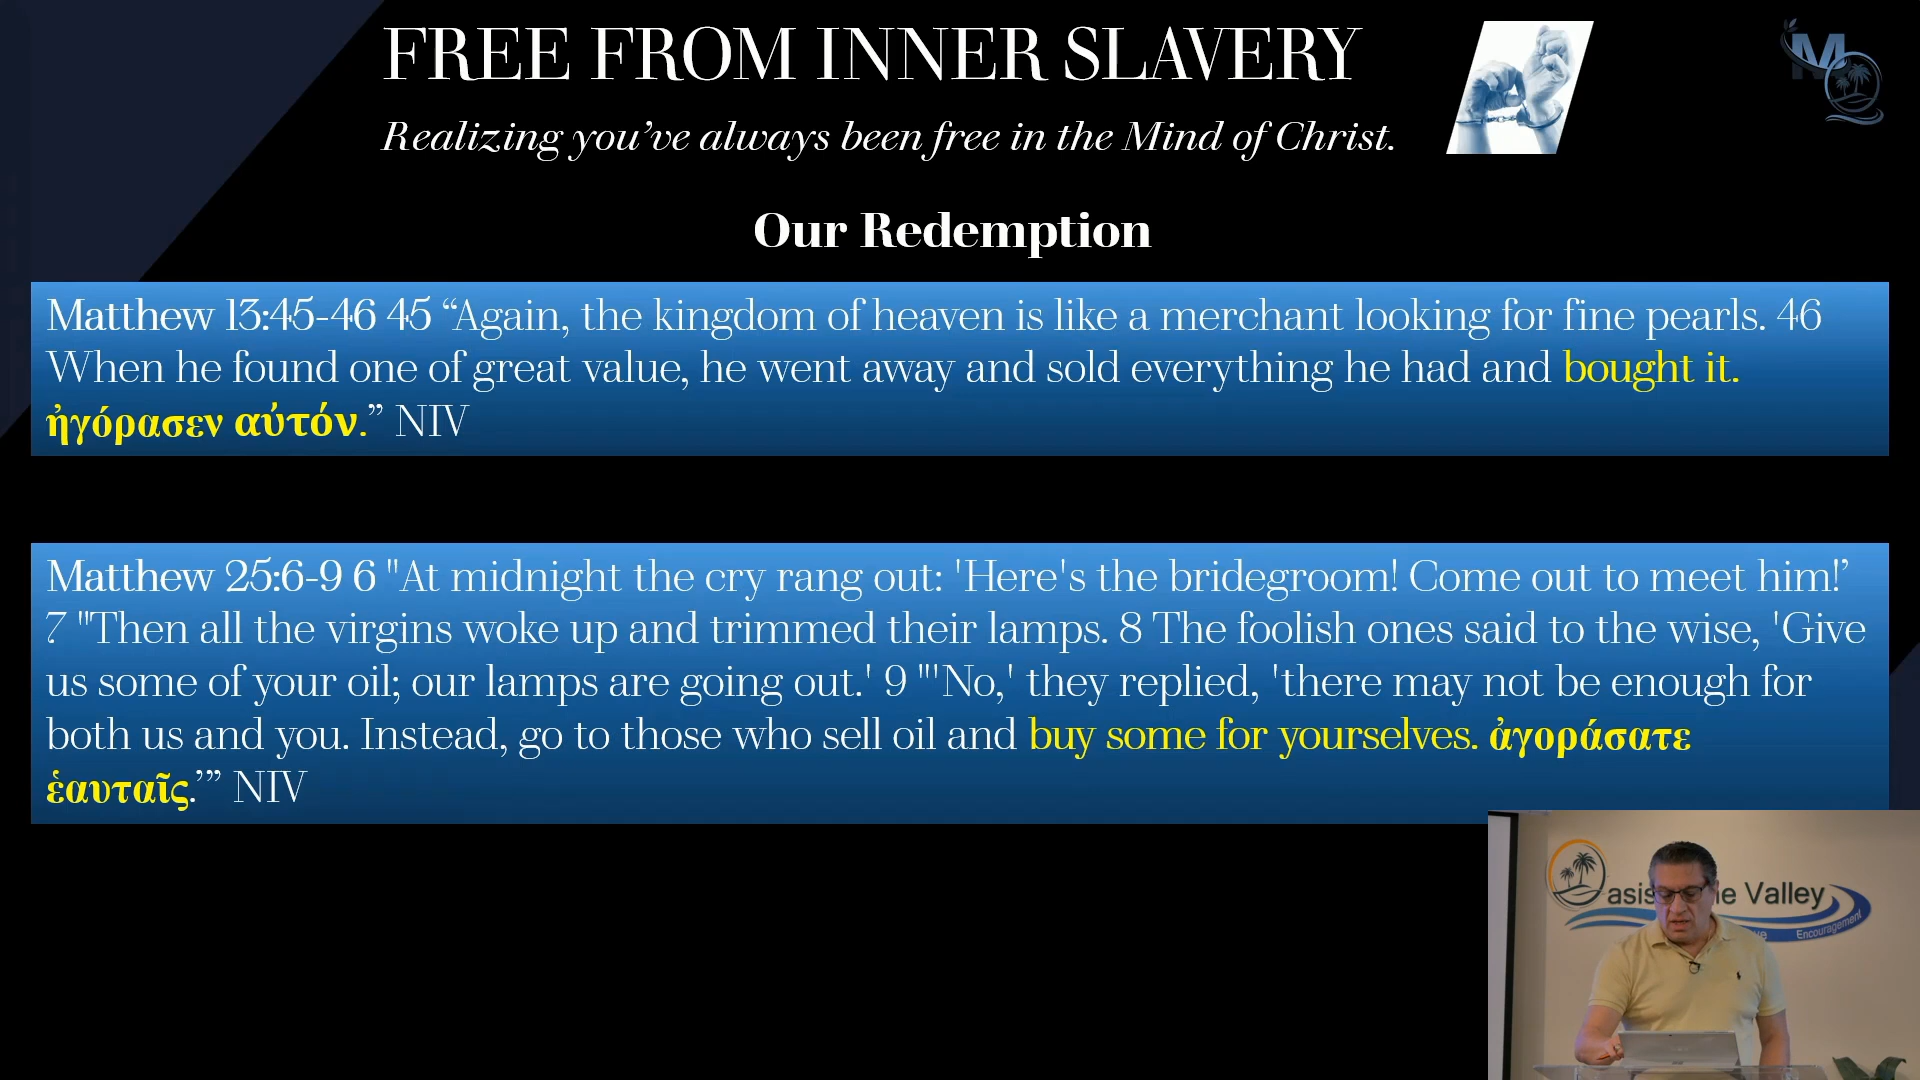 FREE FROM INNER SLAVERY
Realizing you’ve always been free in the Mind of Christ.
Our Redemption
Matthew 13:45-46 45 “Again, the kingdom of heaven is like a merchant looking for fine pearls. 46
When he found one of great value, he went away and sold everything he had and bought it.
ἠγόρασεν αὐτόν.” NIV
Matthew 25:6-9 6 "At midnight the cry rang out: 'Here's the bridegroom! Come out to meet him!’
7 "Then all the virgins woke up and trimmed their lamps. 8 The foolish ones said to the wise, 'Give
us some of your oil; our lamps are going out.' 9 "'No,' they replied, 'there may not be enough for
both us and you. Instead, go to those who sell oil and buy some for yourselves. ἀγοράσατε
ἑαυταῖς.’” NIV
Valley
Encouragement